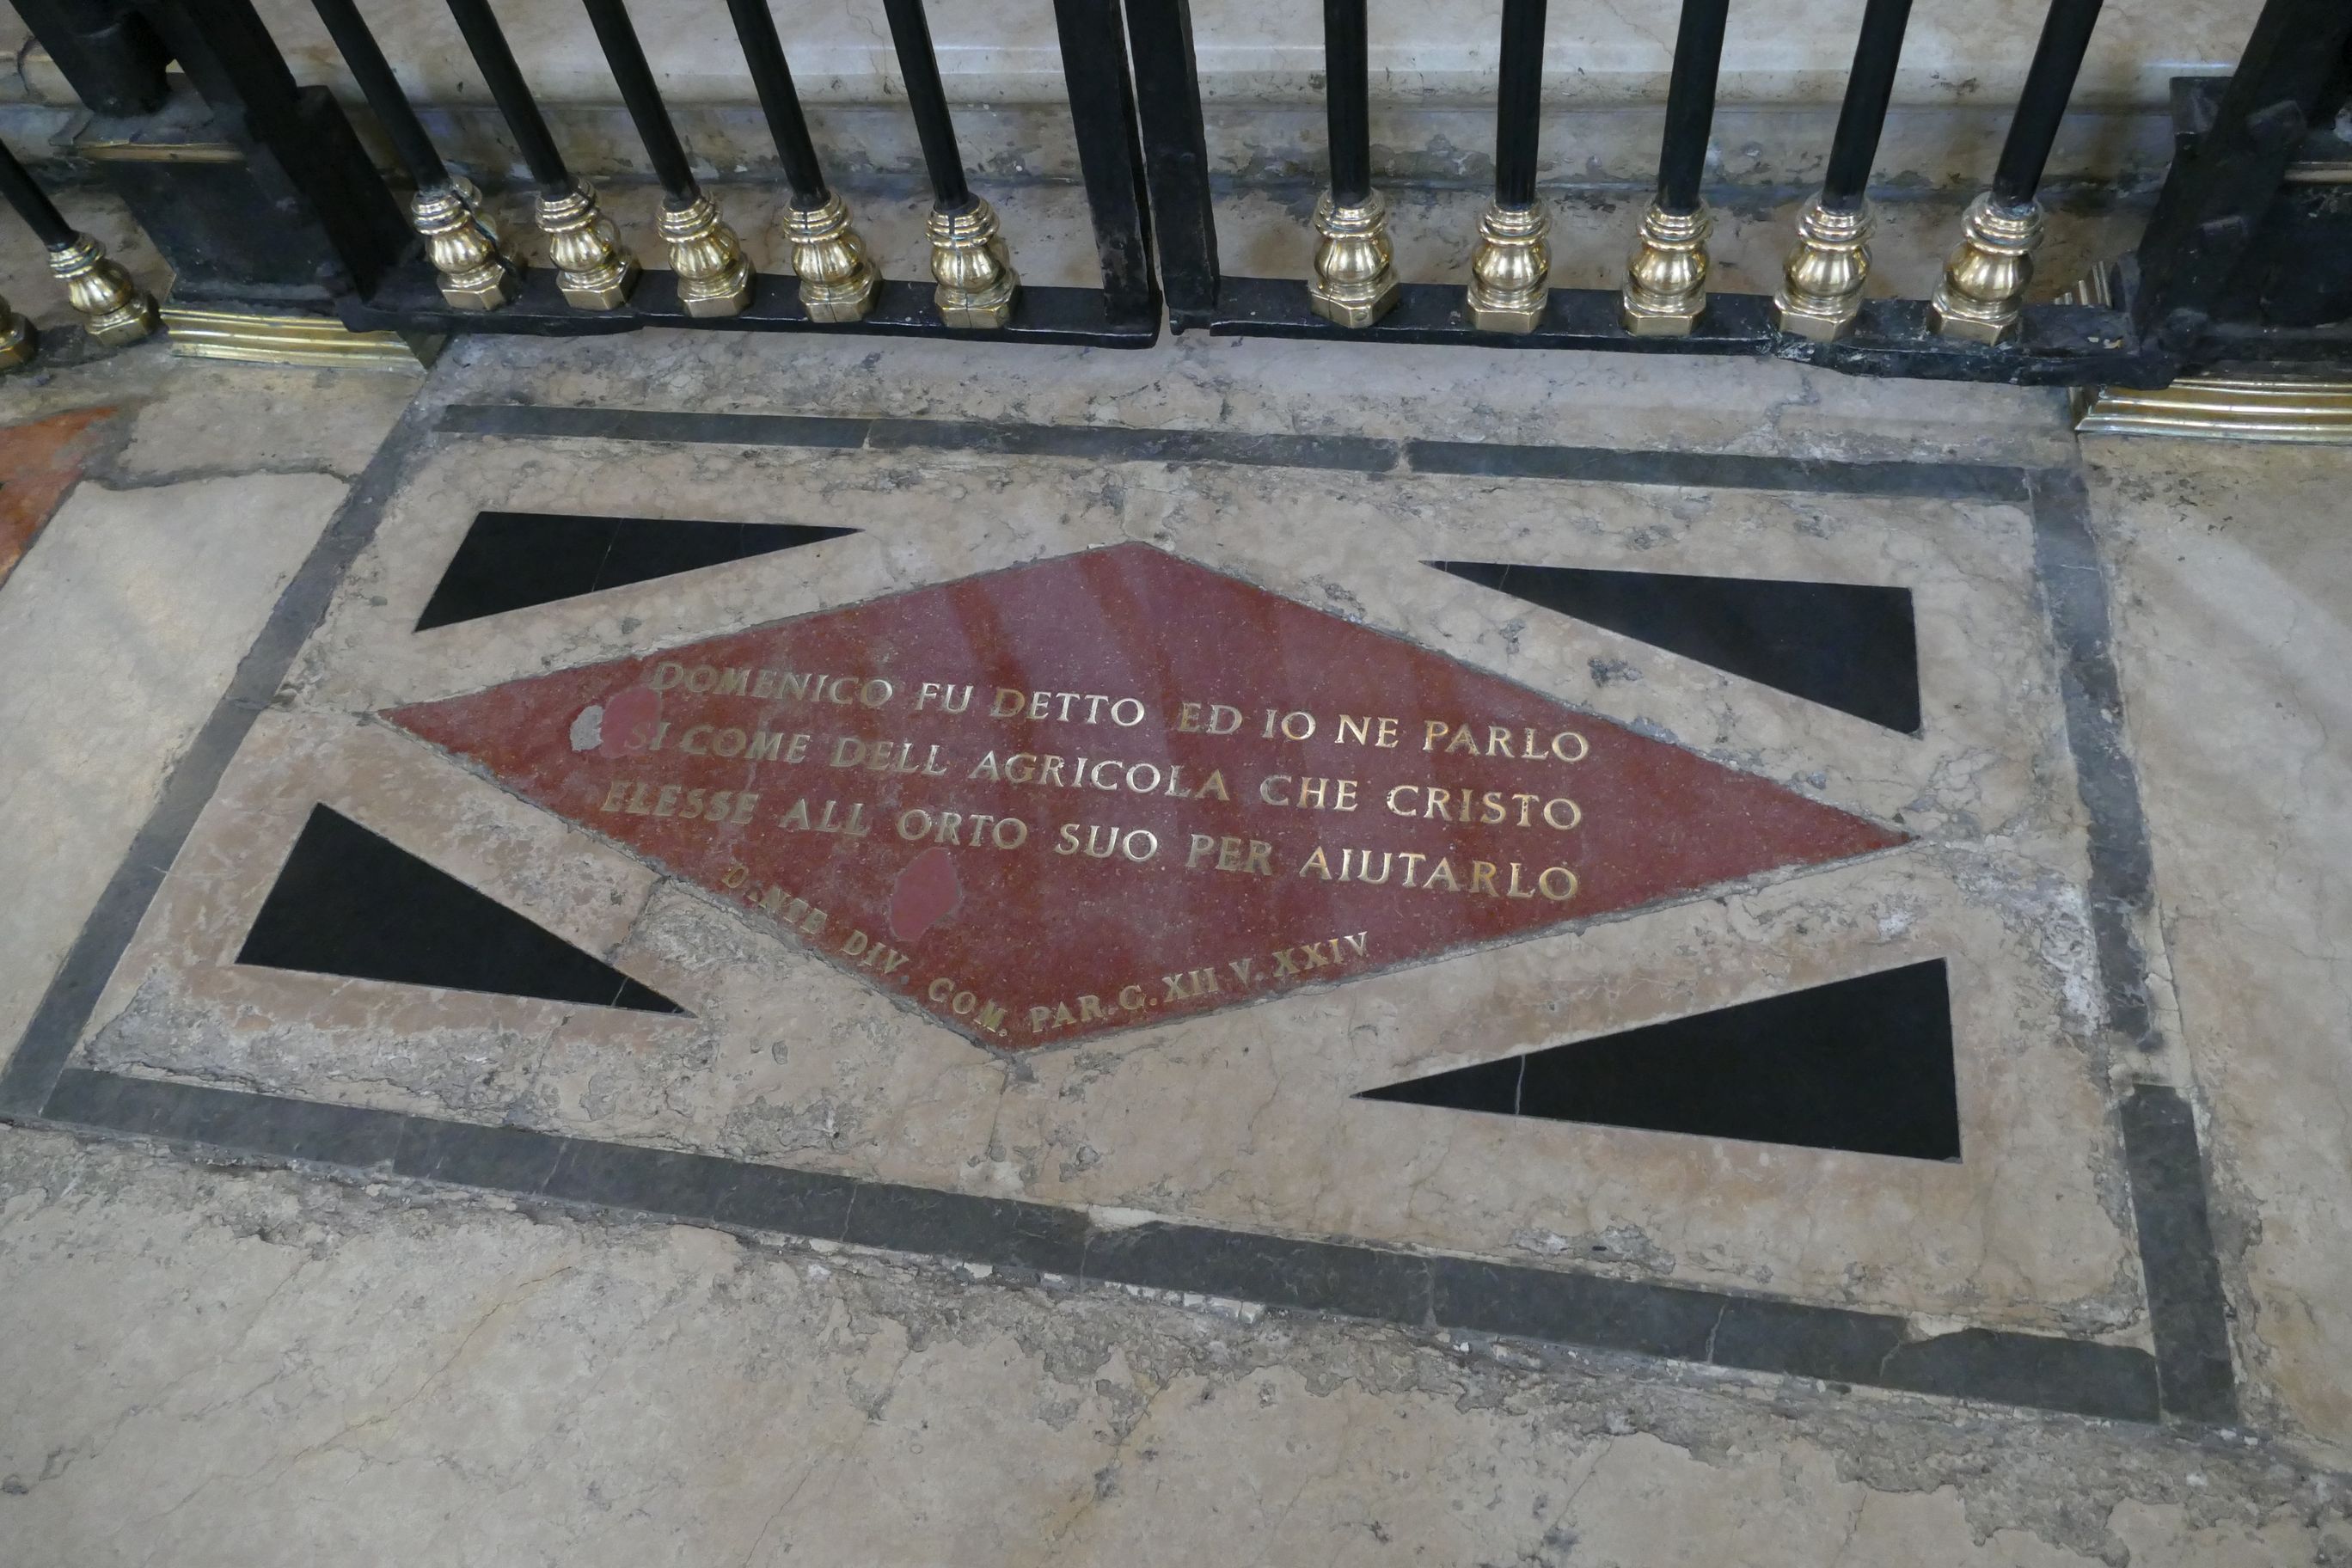 DOMENICO FU DETTO ED IO NE PARLO
SI COME DELL AGRICOLA CHE CRISTO
ELESSE ALL ORTO SUO PER AIUTARLO
DANTE DIV. COM. PAR. C. XII V. XXIV